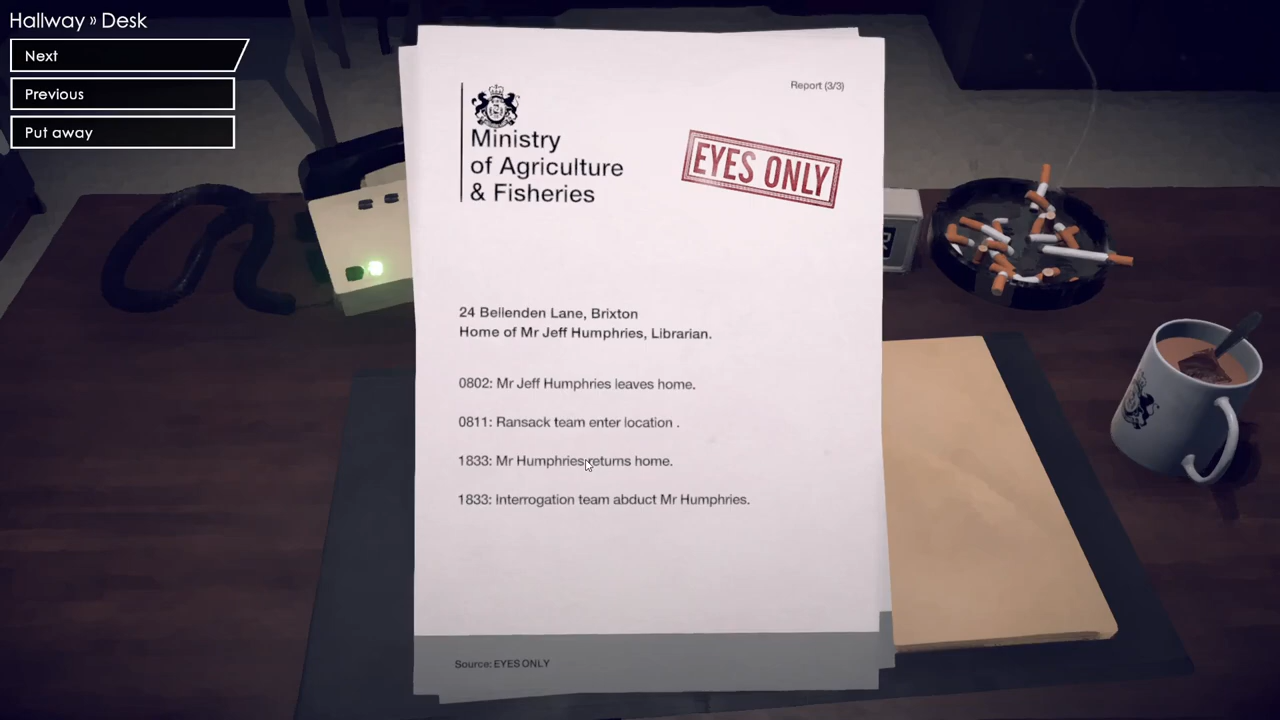 Hallway » Desk
Next
Previous
Put away
Report (3/3)
Ministry
of Agriculture
& Fisheries
EYES ONLY
24 Bellenden Lane, Brixton
Home of Mr Jeff Humphries, Librarian.
0802: Mr Jeff Humphries leaves home.
0811: Ransack team enter location .
1833: Mr Humphries returns home.
1833: Interrogation team abduct Mr Humphries.
Source: EYES ONLY